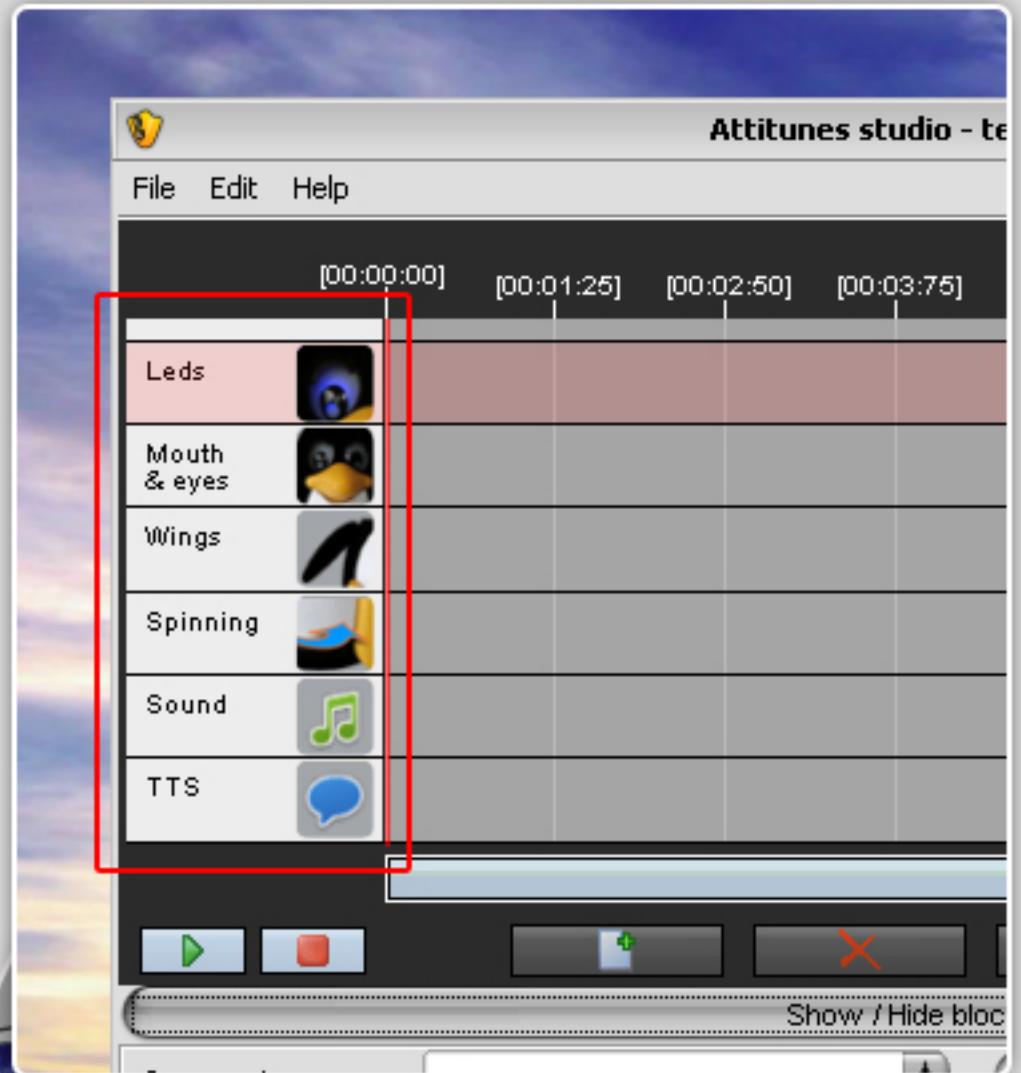 Attitunes studio - te
File Edit Help
[00:00:00] [00:01:25] [00:02:50] [00:03:75]
Leds
Mouth
& eyes
Wings
Spinning
Sound
TTS
Show / Hide bloc